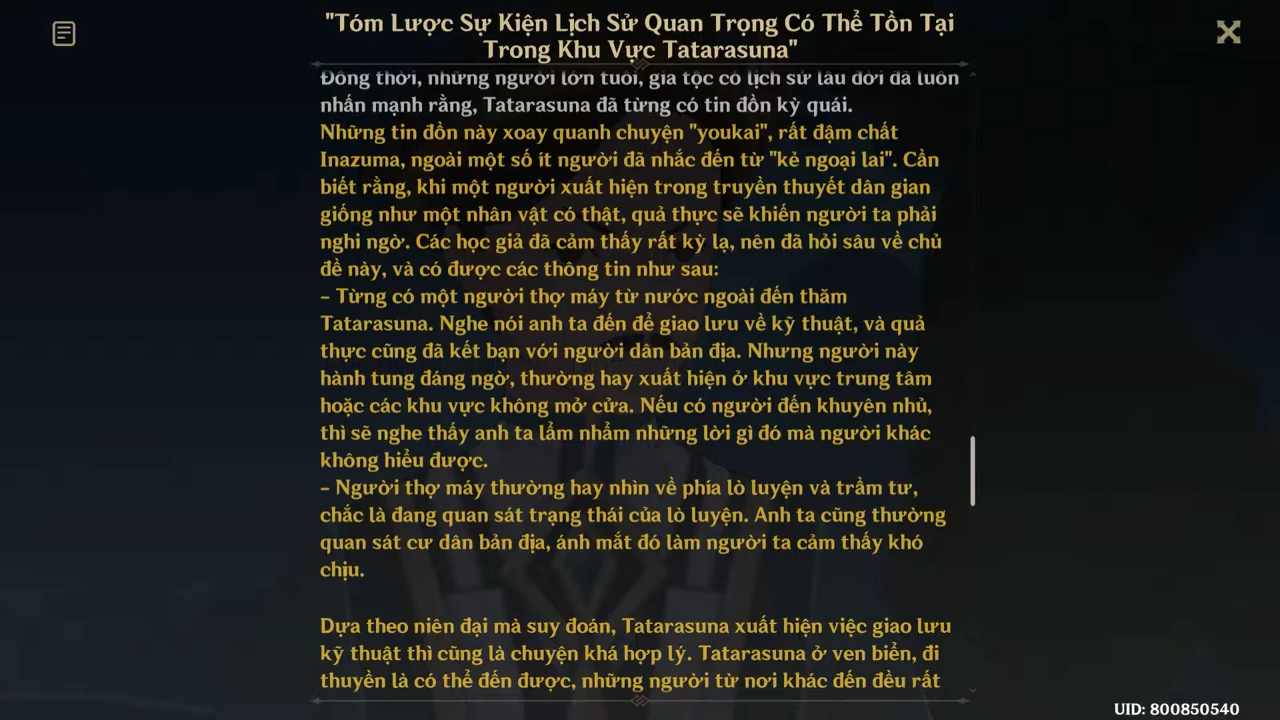 "Tóm Lược Sự Kiện Lịch Sử Quan Trọng Có Thể Tồn Tại
Trong Khu Vực Tatarasuna"
Đồng thời, những người lớn tuổi, gia tộc có lịch sử lâu đời đã luôn
nhấn mạnh rằng, Tatarasuna đã từng có tin đồn kỳ quái.
Những tin đồn này xoay quanh chuyện "youkai", rất đậm chất
Inazuma, ngoài một số ít người đã nhắc đến từ "kẻ ngoại lai". Cần
biết rằng, khi một người xuất hiện trong truyền thuyết dân gian
giống như một nhân vật có thật, quả thực sẽ khiến người ta phải
nghi ngờ. Các học giả đã cảm thấy rất kỳ lạ, nên đã hỏi sâu về chủ
đề này, và có được các thông tin như sau:
- Từng có một người thợ máy từ nước ngoài đến thăm
Tatarasuna. Nghe nói anh ta đến để giao lưu về kỹ thuật, và quả
thực cũng đã kết bạn với người dân bản địa. Nhưng người này
hành tung đáng ngờ, thường hay xuất hiện ở khu vực trung tâm
hoặc các khu vực không mở cửa. Nếu có người đến khuyên nhủ,
thì sẽ nghe thấy anh ta lẩm nhẩm những lời gì đó mà người khác
không hiểu được.
- Người thợ máy thường hay nhìn về phía lò luyện và trầm tư,
chắc là đang quan sát trạng thái của lò luyện. Anh ta cũng thường
quan sát cư dân bản địa, ánh mắt đó làm người ta cảm thấy khó
chịu.
Dựa theo niên đại mà suy đoán, Tatarasuna xuất hiện việc giao lưu
kỹ thuật thì cũng là chuyện khá hợp lý. Tatarasuna ở ven biển, đi
thuyền là có thể đến được, những người từ nơi khác đến đều rất
UID: 800850540